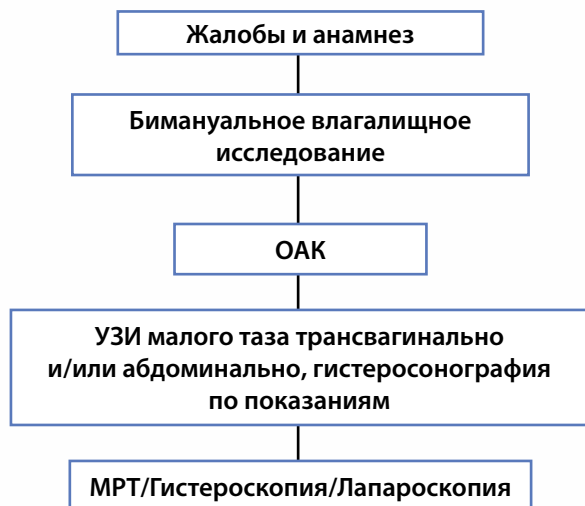 Жалобы и анамнез
Бимануальное влагалищное
исследование
ОАК
УЗИ малого таза трансвагинально
и/или абдоминально, гистеросонография
по показаниям
МРТ/Гистероскопия/Лапароскопия